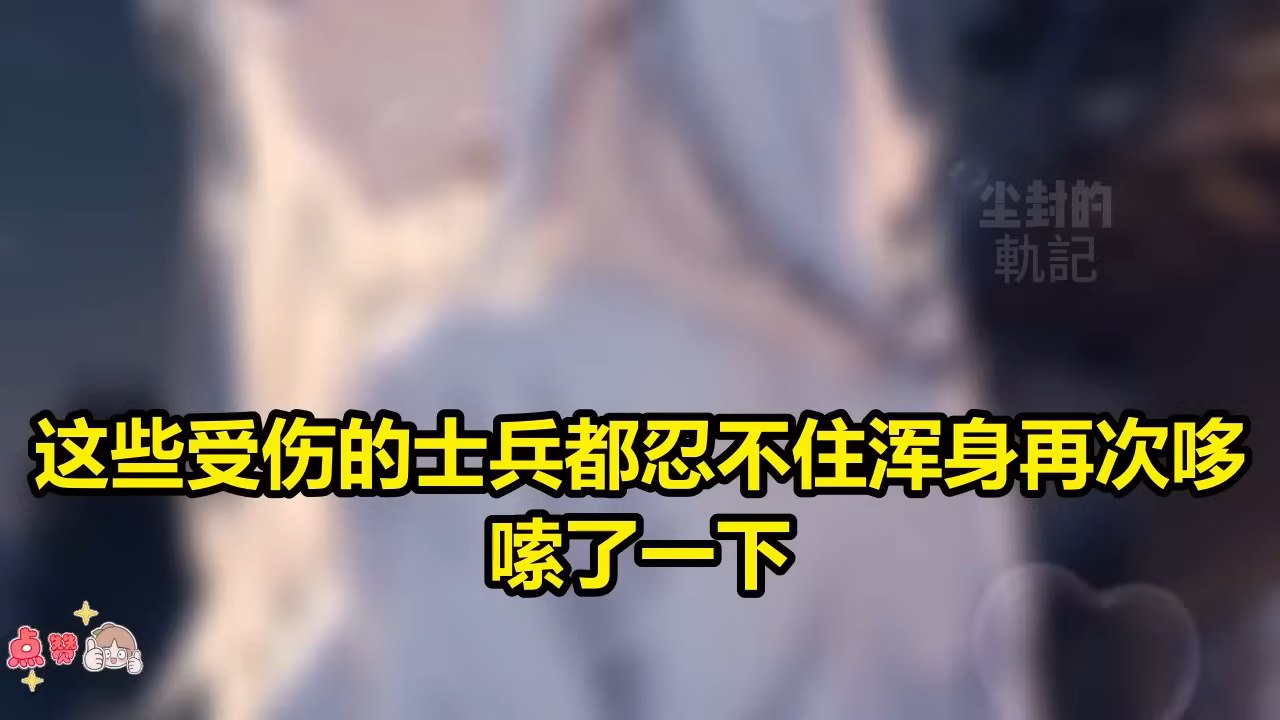 尘封的
軌記
这些受伤的士兵都忍不住浑身再次哆
嗦了一下
点赞